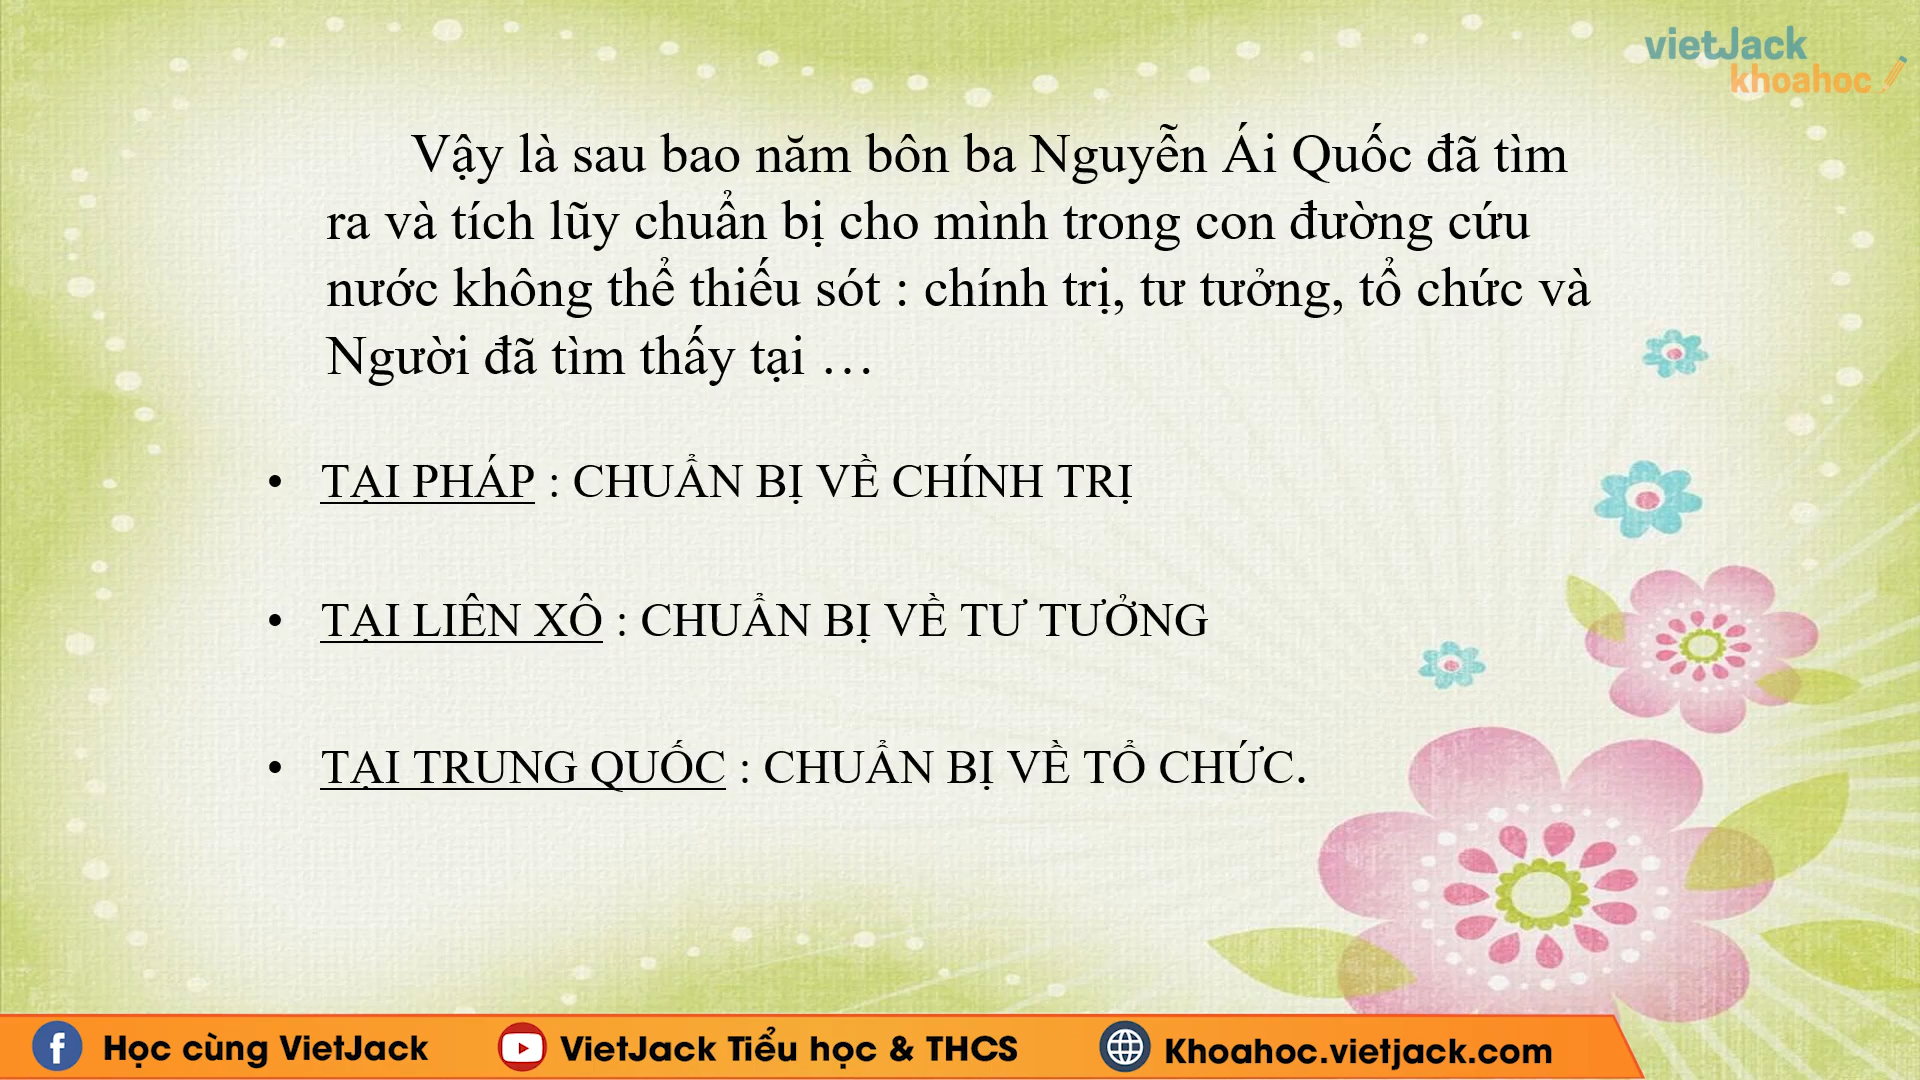 vietJack
khoahoc
Vậy là sau bao năm bôn ba Nguyễn Ái Quốc đã tìm
ra và tích lũy chuẩn bị cho mình trong con đường cứu
nước không thể thiếu sót : chính trị, tư tưởng, tổ chức và
Người đã tìm thấy tại …
• TẠI PHÁP : CHUẨN BỊ VỀ CHÍNH TRỊ
• TẠI LIÊN XÔ : CHUẨN BỊ VỀ TƯ TƯỞNG
• TẠI TRUNG QUỐC : CHUẨN BỊ VỀ TỔ CHỨC.
Học cùng VietJack
VietJack Tiểu học & THCS
Khoahoc.vietjack.com